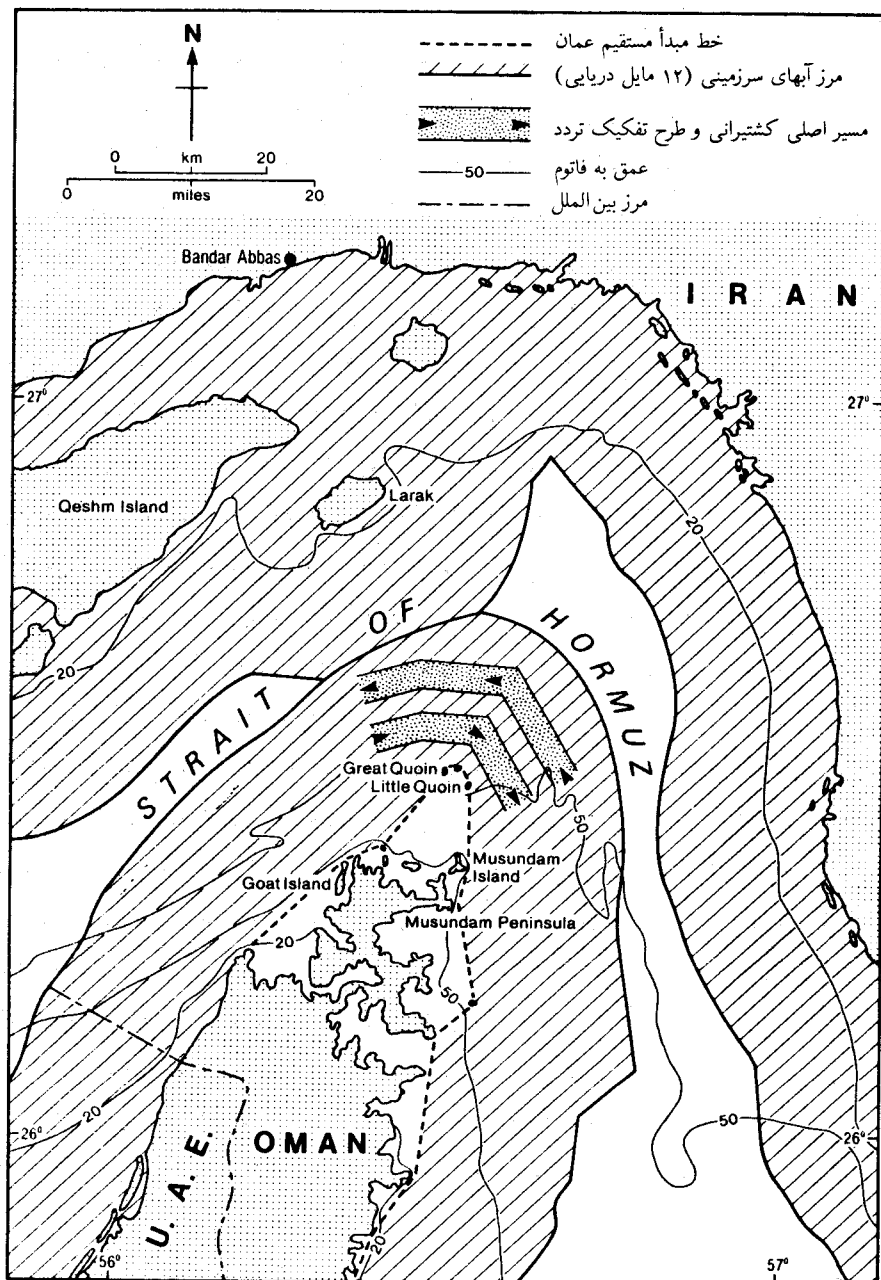 N
خط مبدأ مستقیم عمان
مرز آبهای سرزمینی (۱۲ مایل دریایی)
مسیر اصلی کشتیرانی و طرح تفکیک تردد
50 عمق به فاتوم
مرز بین الملل
0 km 20
0 miles 20
Bandar Abbas
IRAN
27°
27°
Qeshm Island
Larak
20
20
STRAIT OF HORMUZ
Great Quoin
Little Quoin
50
Goat Island
Musundam
Island
Musundam Peninsula
20
50
20
50
26°
26°
OMAN
U.A.E.
20
56°
57°